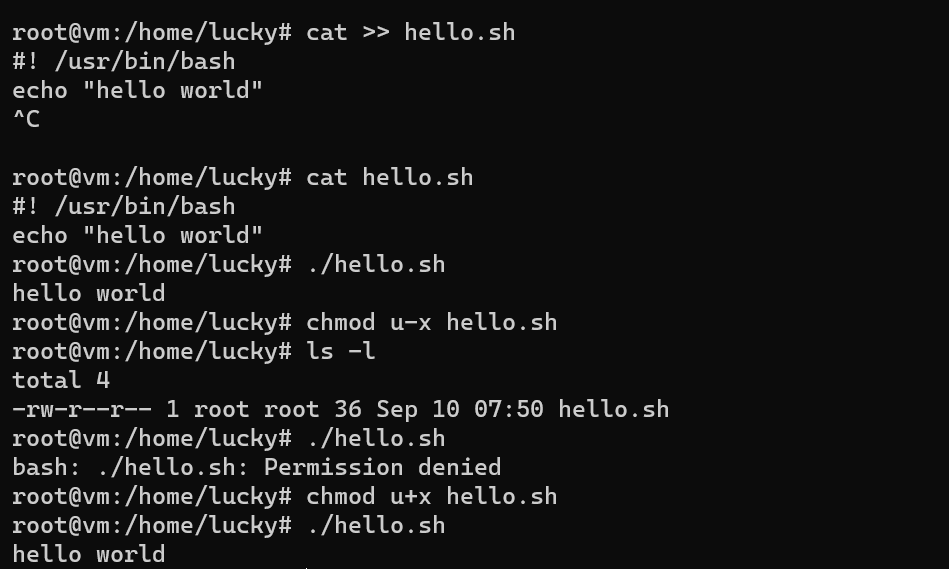 root@vm:/home/lucky# cat >> hello.sh
#! /usr/bin/bash
echo "hello world"
^C
root@vm:/home/lucky# cat hello.sh
#! /usr/bin/bash
echo "hello world"
root@vm:/home/lucky# ./hello.sh
hello world
root@vm:/home/lucky# chmod u-x hello.sh
root@vm:/home/lucky# ls -l
total 4
-rw-r--r-- 1 root root 36 Sep 10 07:50 hello.sh
root@vm:/home/lucky# ./hello.sh
bash: ./hello.sh: Permission denied
root@vm:/home/lucky# chmod u+x hello.sh
root@vm:/home/lucky# ./hello.sh
hello world